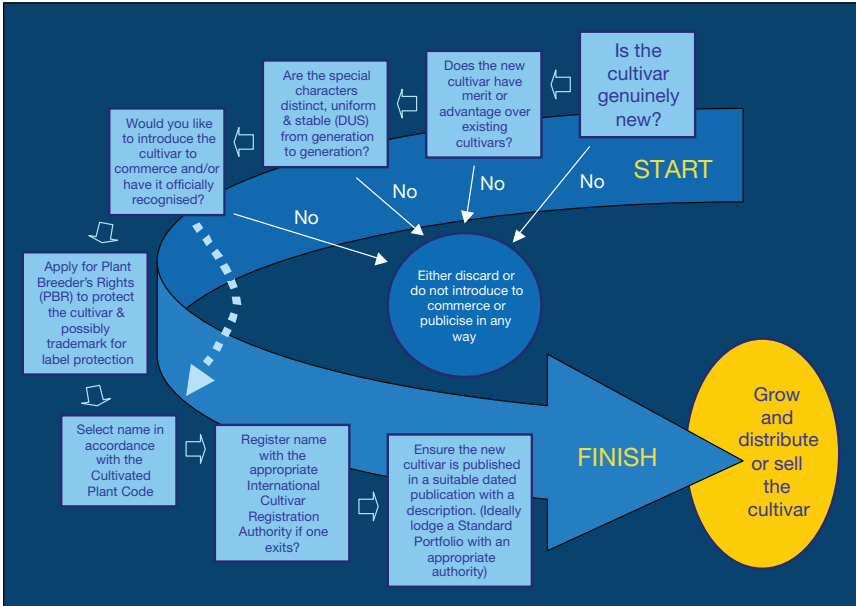 Is the
cultivar
genuinely
new?
START
Does the new
cultivar have
merit or
advantage over
existing
cultivars?
Are the special
characters
distinct, uniform
& stable (DUS)
from generation
to generation?
Would you like
to introduce the
cultivar to
commerce and/or
have it officially
recognised?
No
No
No
No
Either discard or
do not introduce to
commerce or
publicise in any
way
Apply for Plant
Breeder's Rights
(PBR) to protect
the cultivar &
possibly
trademark for
label protection
Select name in
accordance
with the
Cultivated
Plant Code
Register name
with the
appropriate
International
Cultivar
Registration
Authority if one
exits?
Ensure the new
cultivar is published
in a suitable dated
publication with a
description. (Ideally
lodge a Standard
Portfolio with an
appropriate
authority)
FINISH
Grow
and
distribute
or sell
the
cultivar